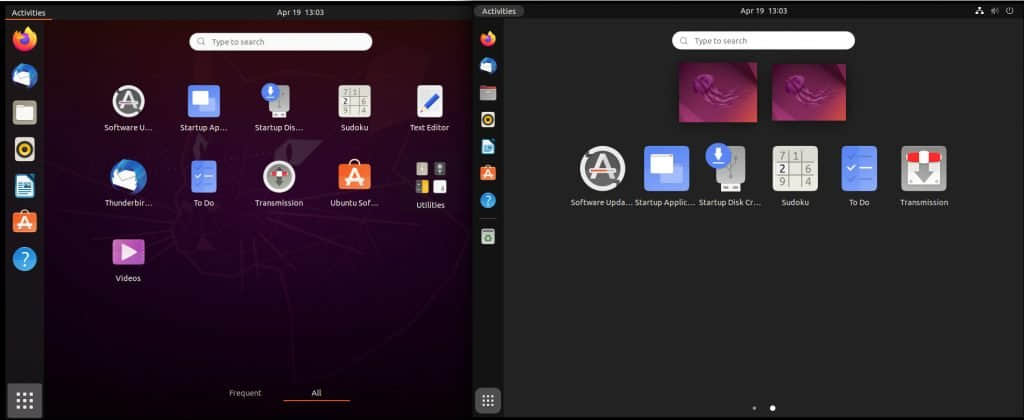 Activities
Apr 19 13:03
Type to search
Software U...
Startup Ap...
Startup Dis...
Sudoku
Text Editor
Thunderbir...
To Do
Transmission
Ubuntu Sof...
Utilities
Videos
Frequent
All
Activities
Apr 19 13:03
Type to search
Software Upda...
Startup Applic...
Startup Disk Cr...
Sudoku
To Do
Transmission